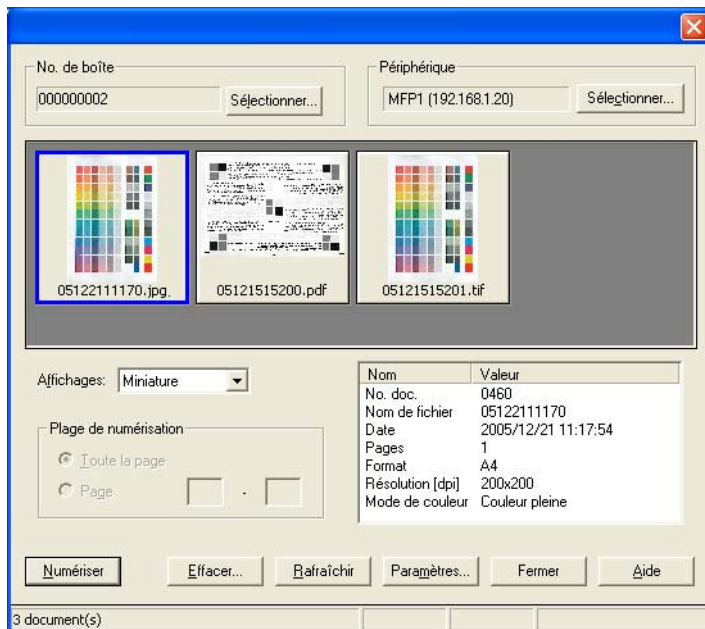 No. de boîte
Périphérique
000000002
Sélectionner...
MFP1 (192.168.1.20)
Sélectionner...
05122111170.jpg
05121515200.pdf
05121515201.tif
Affichages:
Miniature
Plage de numérisation
Toute la page
Page
-
Nom Valeur
No. doc. 0460
Nom de fichier 05122111170
Date 2005/12/21 11:17:54
Pages 1
Format A4
Résolution [dpi] 200x200
Mode de couleur Couleur pleine
Numériser
Effacer...
Rafraîchir
Paramètres...
Fermer
Aide
3 document(s)